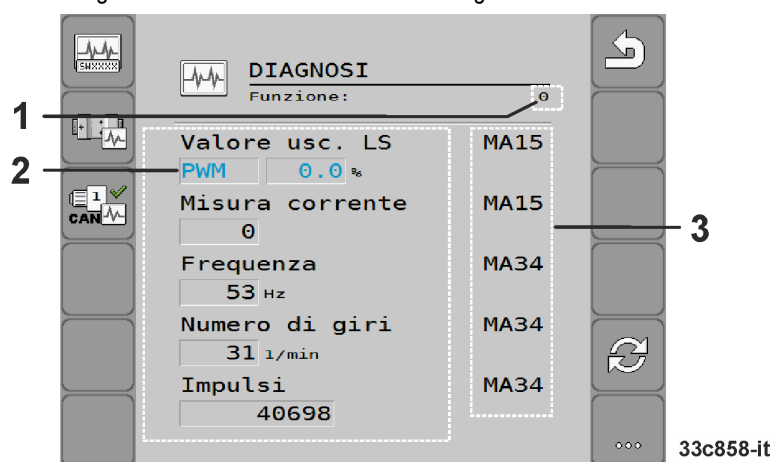 SWXXXX
DIAGNOSI
Funzione: 0
1
Valore usc. LS MA15
2 PWM 0.0 %
Misura corrente MA15
CAN 1
0
3
Frequenza MA34
53 Hz
Numero di giri MA34
31 1/min
Impulsi MA34
40698
33c858-it